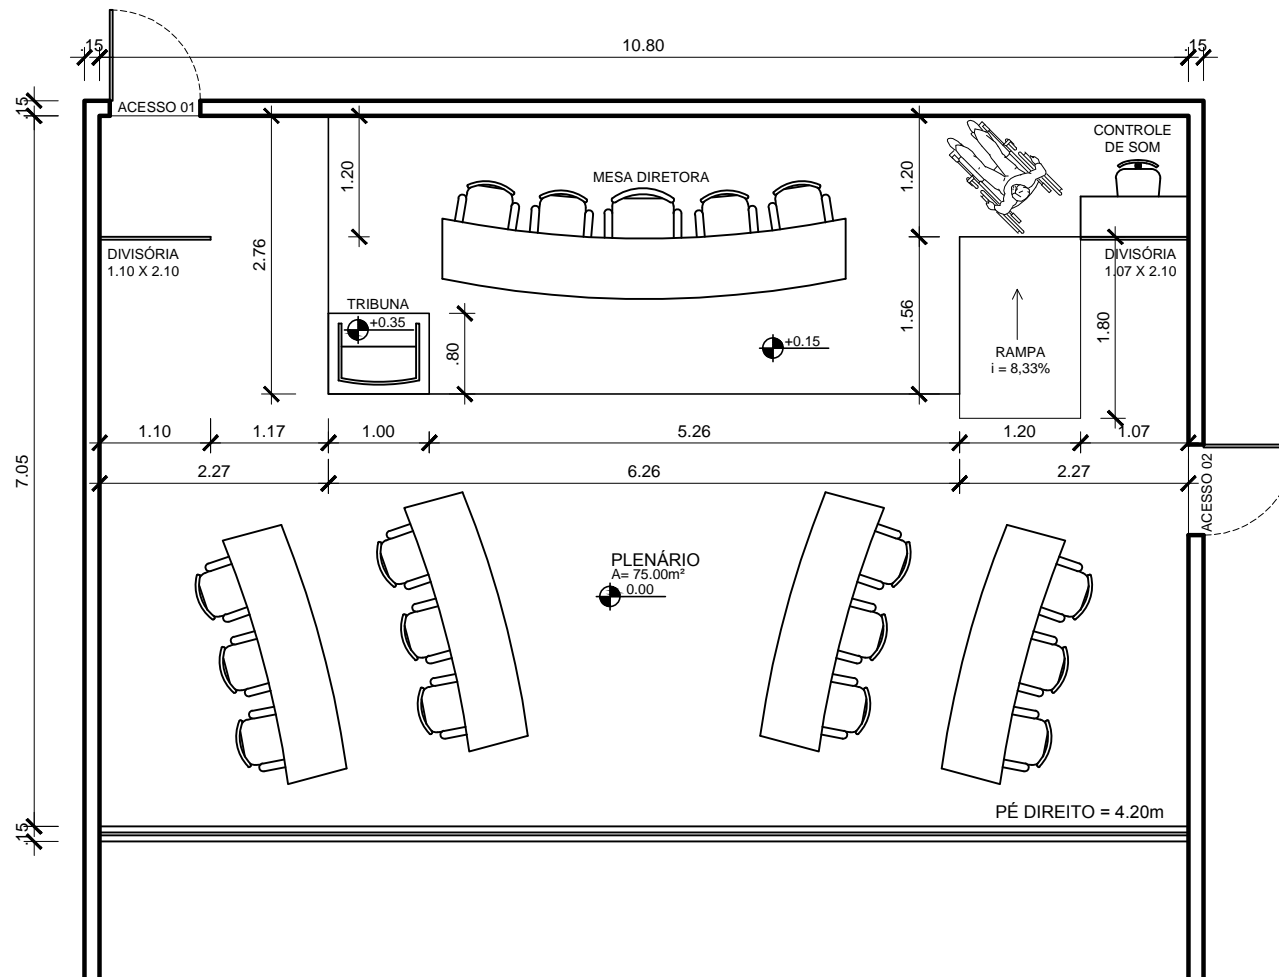 .15
10.80
.15
.15
ACESSO 01
CONTROLE
DE SOM
1.20
MESA DIRETORA
1.20
2.76
DIVISÓRIA
1.10 X 2.10
DIVISÓRIA
1.07 X 2.10
TRIBUNA
+0.35
.80
+0.15
1.56
RAMPA
i = 8,33%
1.80
1.10
1.17
1.00
5.26
1.20
1.07
7.05
2.27
6.26
2.27
ACESSO 02
PLENÁRIO
A= 75.00m²
0.00
PÉ DIREITO = 4.20m
.15